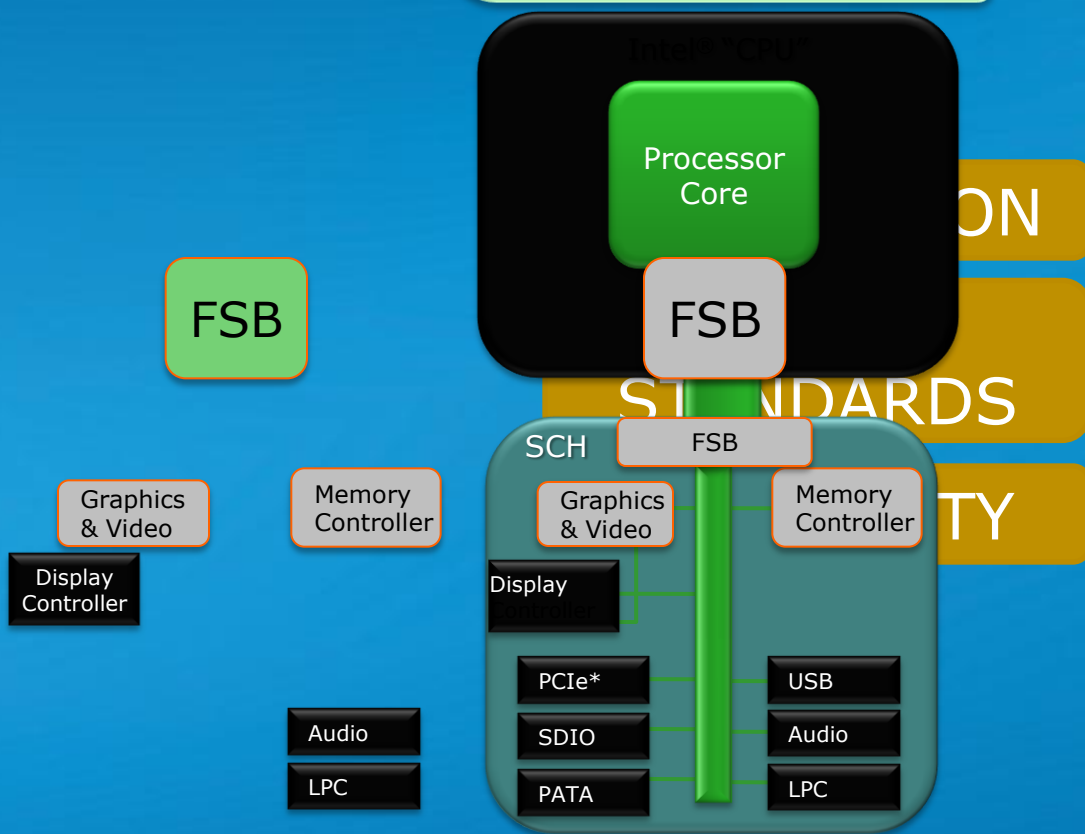 Intel® "CPU"
Processor
Core
ON
FSB
FSB
STANDARDS
SCH
FSB
TY
Graphics
& Video
Memory
Controller
Graphics
& Video
Memory
Controller
Display
Controller
Display
Controller
PCIe*
USB
Audio
SDIO
Audio
LPC
PATA
LPC